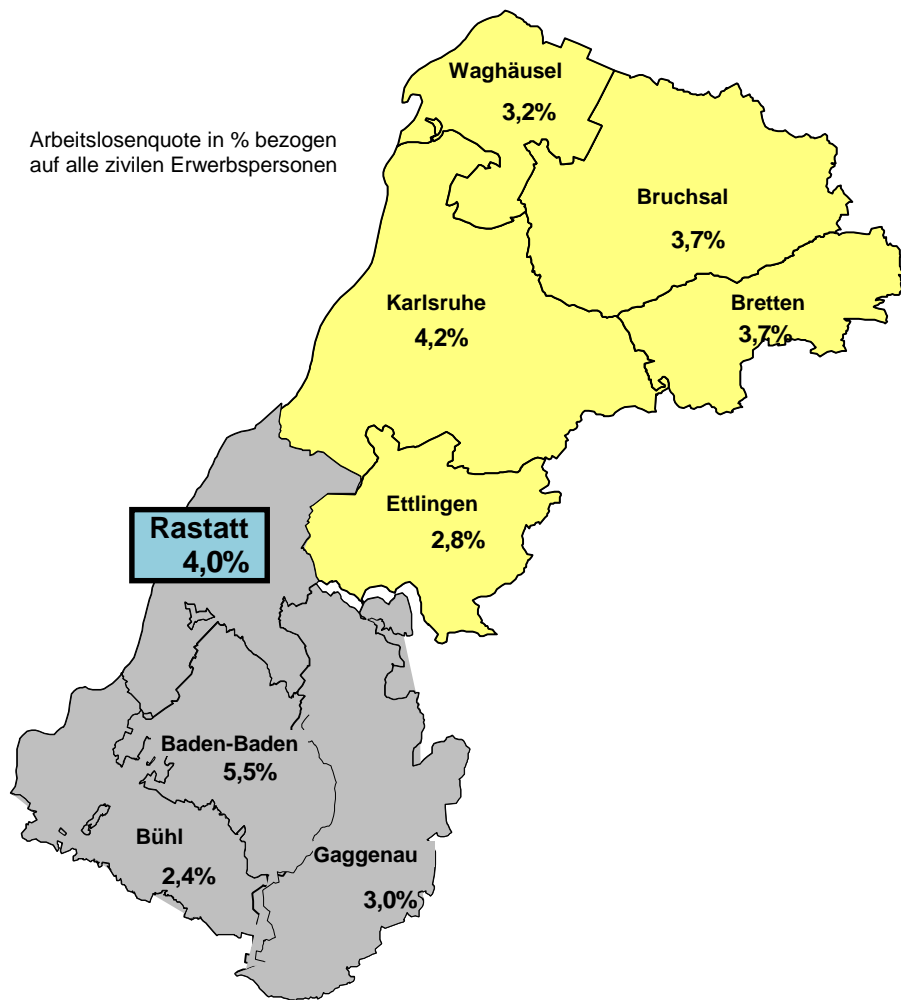 Waghäusel
3,2%
Arbeitslosenquote in % bezogen
auf alle zivilen Erwerbspersonen
Bruchsal
3,7%
Karlsruhe
4,2%
Bretten
3,7%
Ettlingen
2,8%
Rastatt
4,0%
Baden-Baden
5,5%
Bühl
2,4%
Gaggenau
3,0%